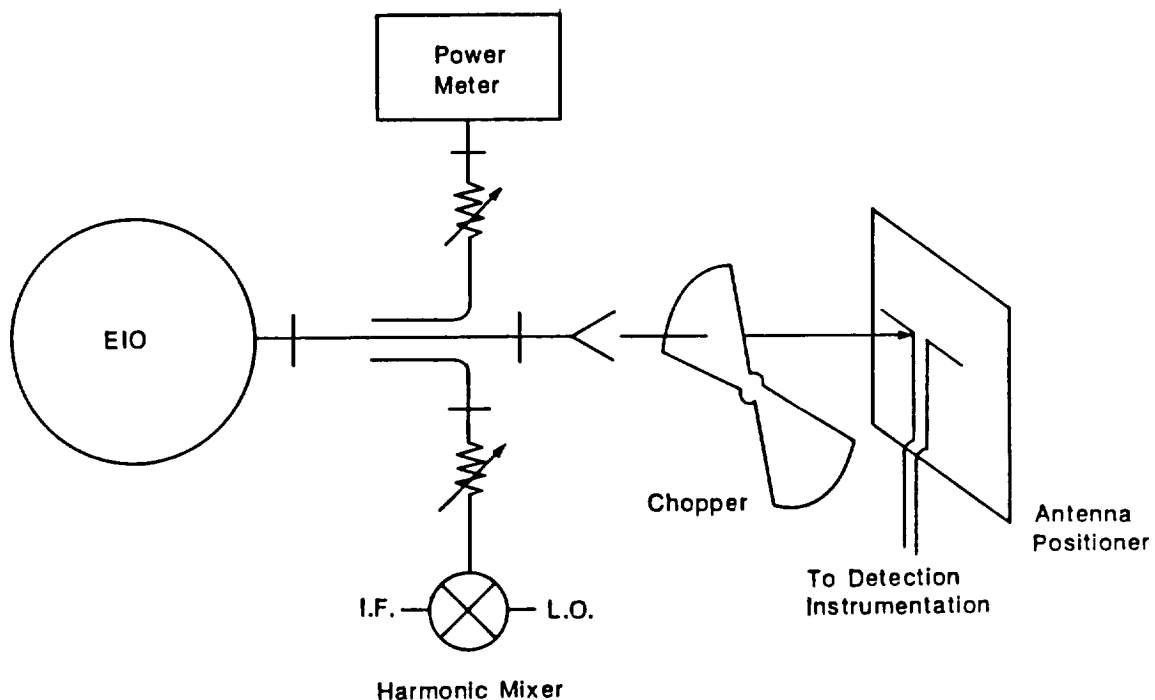 Power
Meter
EIO
Chopper
Antenna
Positioner
To Detection
Instrumentation
I.F.
L.O.
Harmonic Mixer